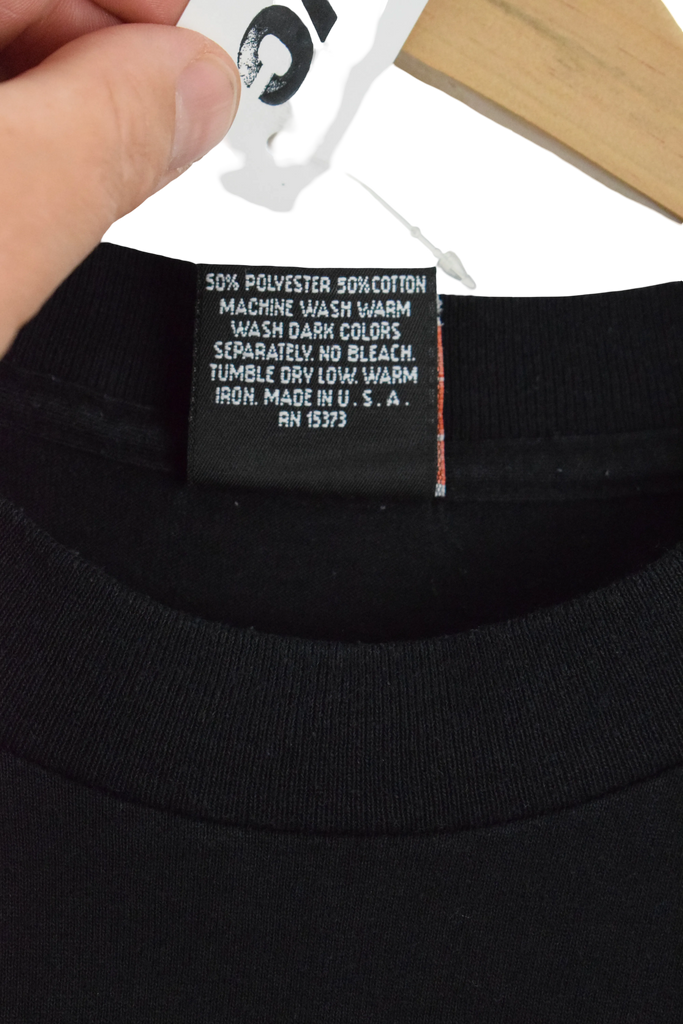 50% POLYESTER 50%COTTON
MACHINE WASH WARM
WASH DARK COLORS
SEPARATELY. NO BLEACH.
TUMBLE DRY LOW. WARM
IRON. MADE IN U.S.A.
RN 15373